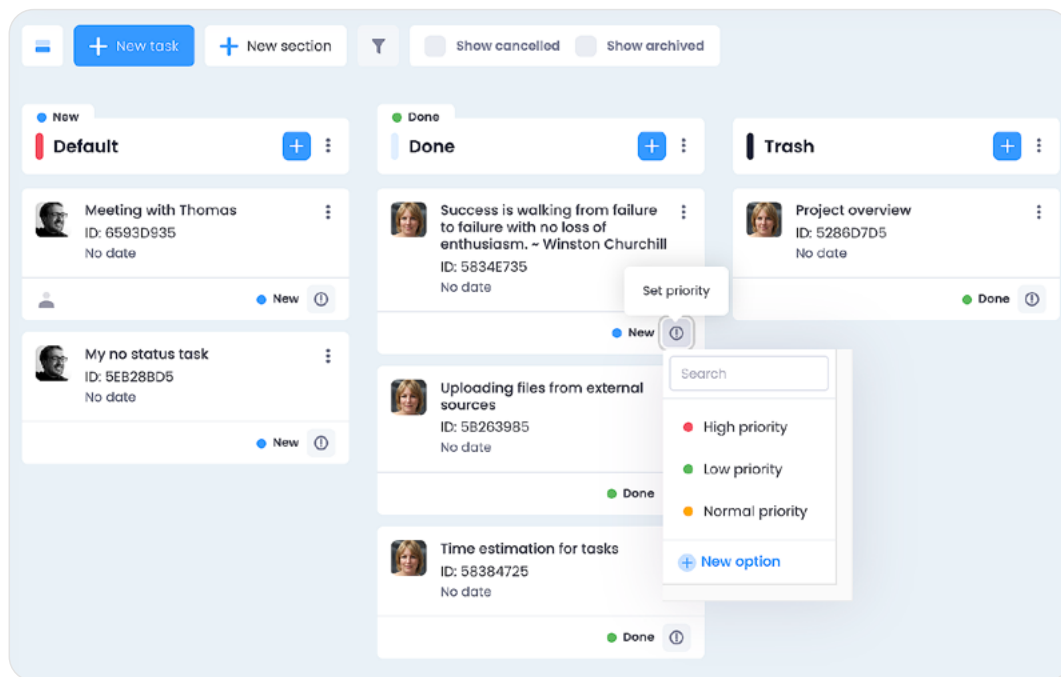 New task
New section
Show cancelled
Show archived
New
Default
Meeting with Thomas
ID: 6593D935
No date
New
My no status task
ID: 5EB28BD5
No date
New
Done
Done
Success is walking from failure
to failure with no loss of
enthusiasm. ~ Winston Churchill
ID: 5834E735
No date
New
Set priority
Search
High priority
Low priority
Normal priority
New option
Uploading files from external
sources
ID: 5B263985
No date
Done
Time estimation for tasks
ID: 58384725
No date
Done
Trash
Project overview
ID: 5286D7D5
No date
Done